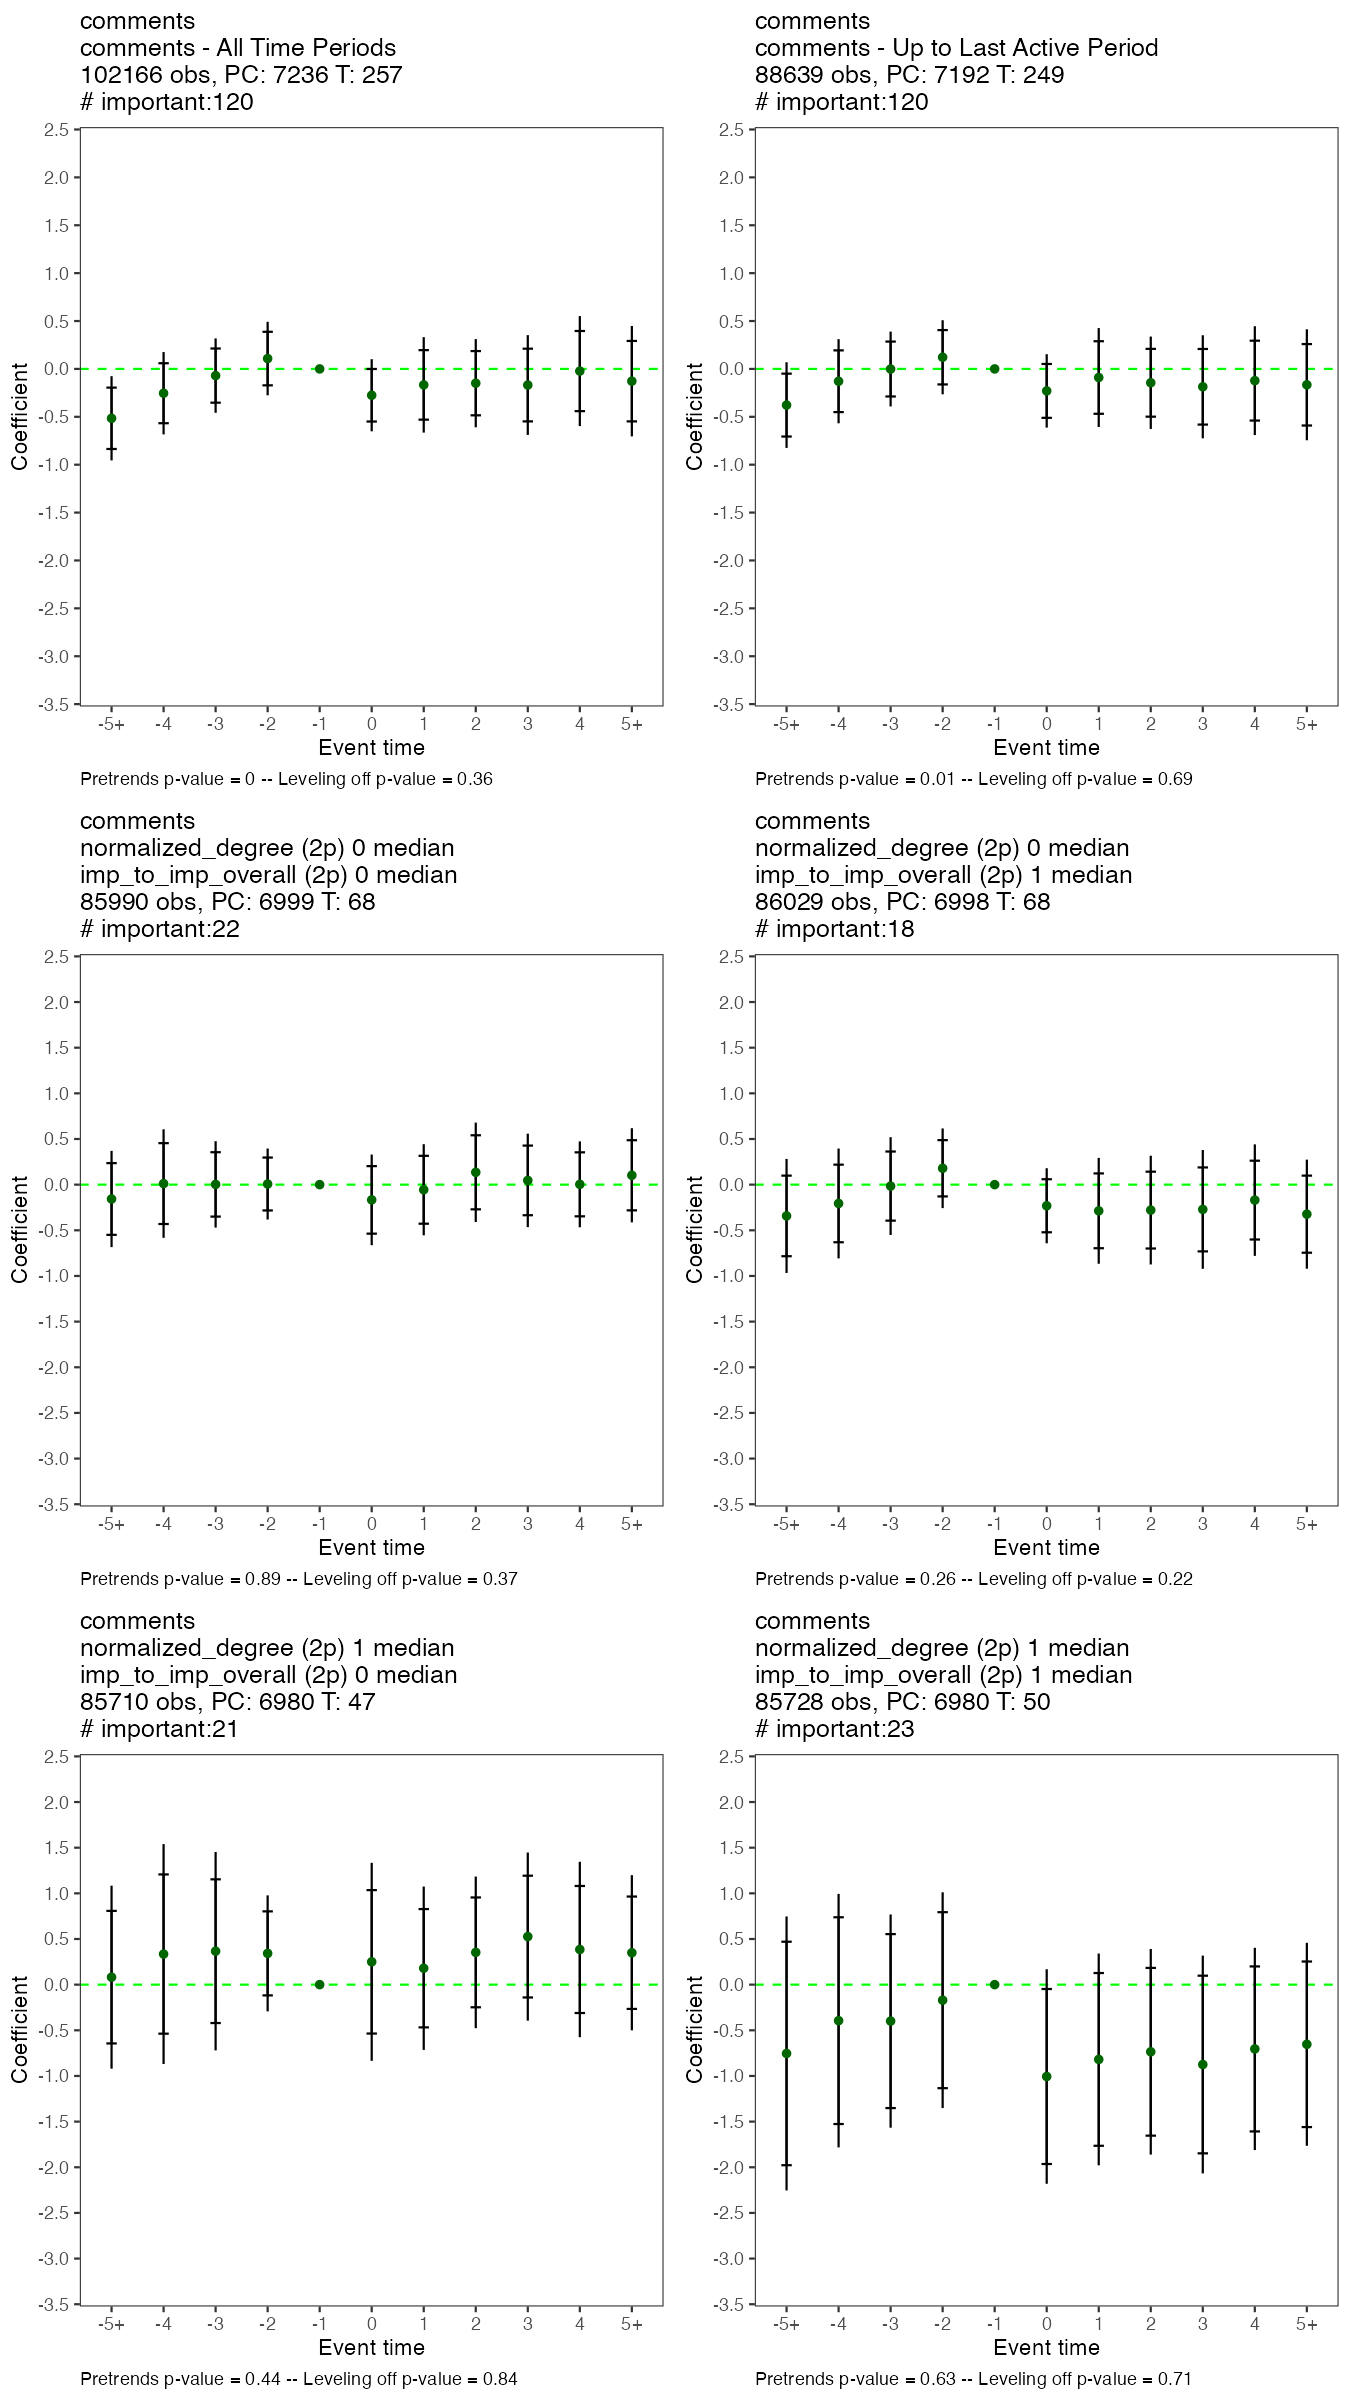 comments
comments - All Time Periods
102166 obs, PC: 7236 T: 257
# important:120
2.5
2.0
1.5
1.0
0.5
0.0
-0.5
-1.0
-1.5
-2.0
-2.5
-3.0
-3.5
Coefficient
-5+ -4 -3 -2 -1 0 1 2 3 4 5+
Event time
Pretrends p-value = 0 -- Leveling off p-value = 0.36
comments
comments - Up to Last Active Period
88639 obs, PC: 7192 T: 249
# important:120
2.5
2.0
1.5
1.0
0.5
0.0
-0.5
-1.0
-1.5
-2.0
-2.5
-3.0
-3.5
Coefficient
-5+ -4 -3 -2 -1 0 1 2 3 4 5+
Event time
Pretrends p-value = 0.01 -- Leveling off p-value = 0.69
comments
normalized_degree (2p) 0 median
imp_to_imp_overall (2p) 0 median
85990 obs, PC: 6999 T: 68
# important:22
2.5
2.0
1.5
1.0
0.5
0.0
-0.5
-1.0
-1.5
-2.0
-2.5
-3.0
-3.5
Coefficient
-5+ -4 -3 -2 -1 0 1 2 3 4 5+
Event time
Pretrends p-value = 0.89 -- Leveling off p-value = 0.37
comments
normalized_degree (2p) 0 median
imp_to_imp_overall (2p) 1 median
86029 obs, PC: 6998 T: 68
# important:18
2.5
2.0
1.5
1.0
0.5
0.0
-0.5
-1.0
-1.5
-2.0
-2.5
-3.0
-3.5
Coefficient
-5+ -4 -3 -2 -1 0 1 2 3 4 5+
Event time
Pretrends p-value = 0.26 -- Leveling off p-value = 0.22
comments
normalized_degree (2p) 1 median
imp_to_imp_overall (2p) 0 median
85710 obs, PC: 6980 T: 47
# important:21
2.5
2.0
1.5
1.0
0.5
0.0
-0.5
-1.0
-1.5
-2.0
-2.5
-3.0
-3.5
Coefficient
-5+ -4 -3 -2 -1 0 1 2 3 4 5+
Event time
Pretrends p-value = 0.44 -- Leveling off p-value = 0.84
comments
normalized_degree (2p) 1 median
imp_to_imp_overall (2p) 1 median
85728 obs, PC: 6980 T: 50
# important:23
2.5
2.0
1.5
1.0
0.5
0.0
-0.5
-1.0
-1.5
-2.0
-2.5
-3.0
-3.5
Coefficient
-5+ -4 -3 -2 -1 0 1 2 3 4 5+
Event time
Pretrends p-value = 0.63 -- Leveling off p-value = 0.71